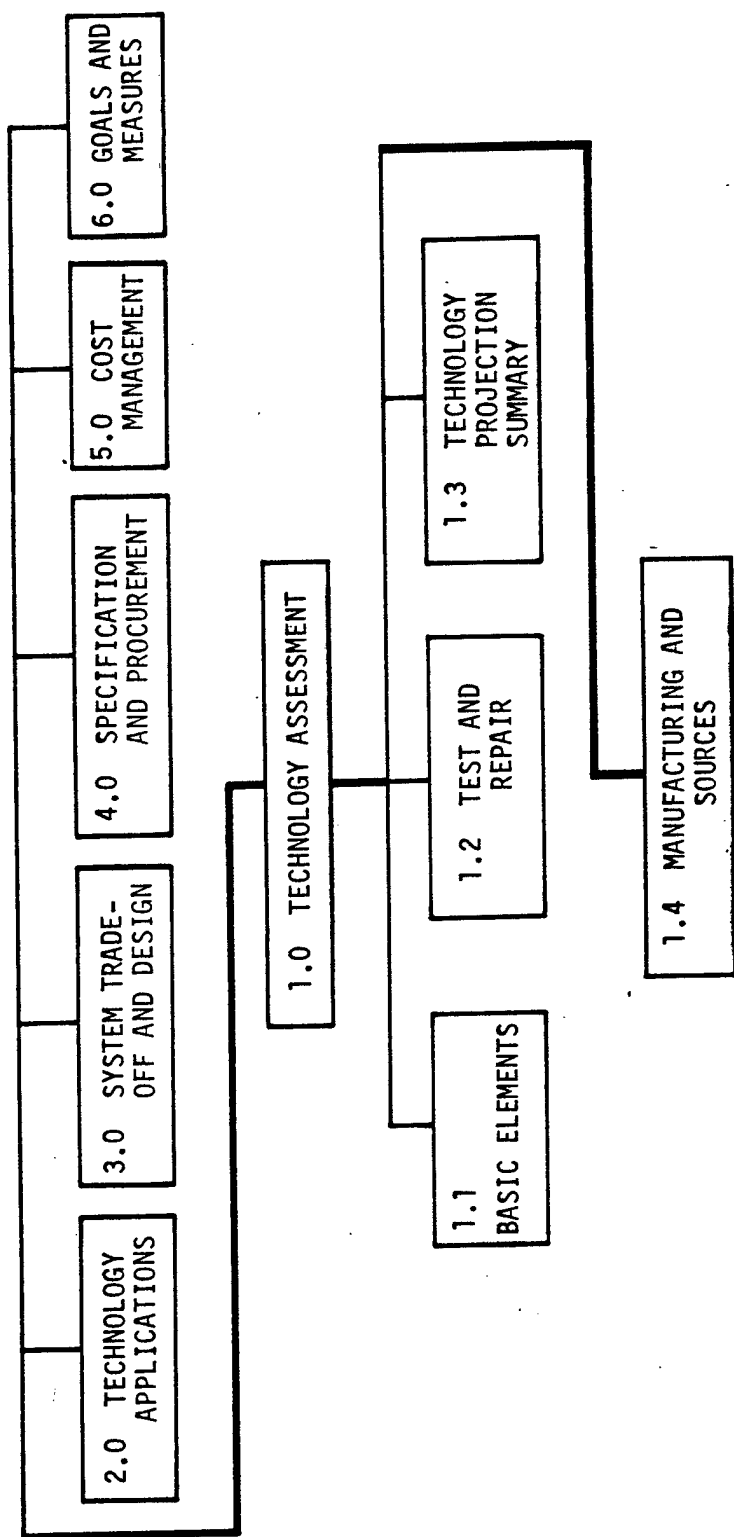 2.0 TECHNOLOGY
APPLICATIONS
3.0 SYSTEM TRADE-
OFF AND DESIGN
4.0 SPECIFICATION
AND PROCUREMENT
5.0 COST
MANAGEMENT
6.0 GOALS AND
MEASURES
1.0 TECHNOLOGY ASSESSMENT
1.1
BASIC ELEMENTS
1.2 TEST AND
REPAIR
1.3 TECHNOLOGY
PROJECTION
SUMMARY
1.4 MANUFACTURING AND
SOURCES